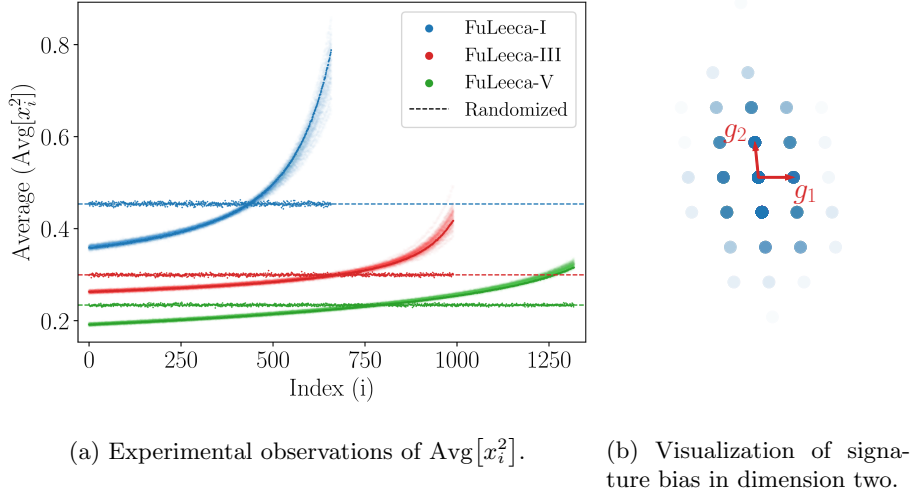 0.8
0.6
0.4
0.2
Average (Avg[x_i^2])
FuLeeca-I
FuLeeca-III
FuLeeca-V
Randomized
0 250 500 750 1000 1250
Index (i)
g_2
g_1
(a) Experimental observations of Avg[x_i^2].
(b) Visualization of signa-
ture bias in dimension two.